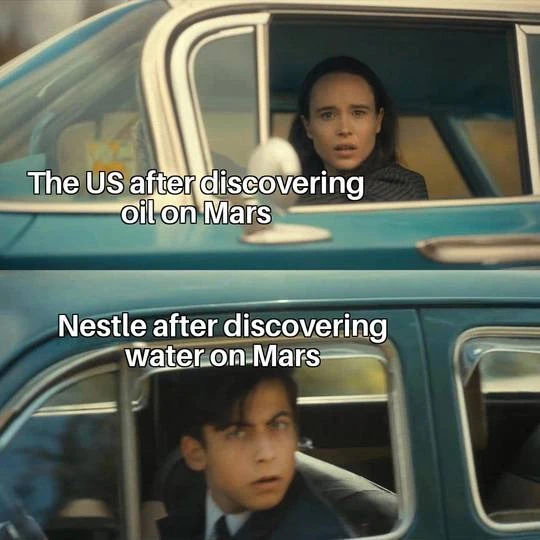 The US after discovering
oil on Mars
Nestle after discovering
water on Mars